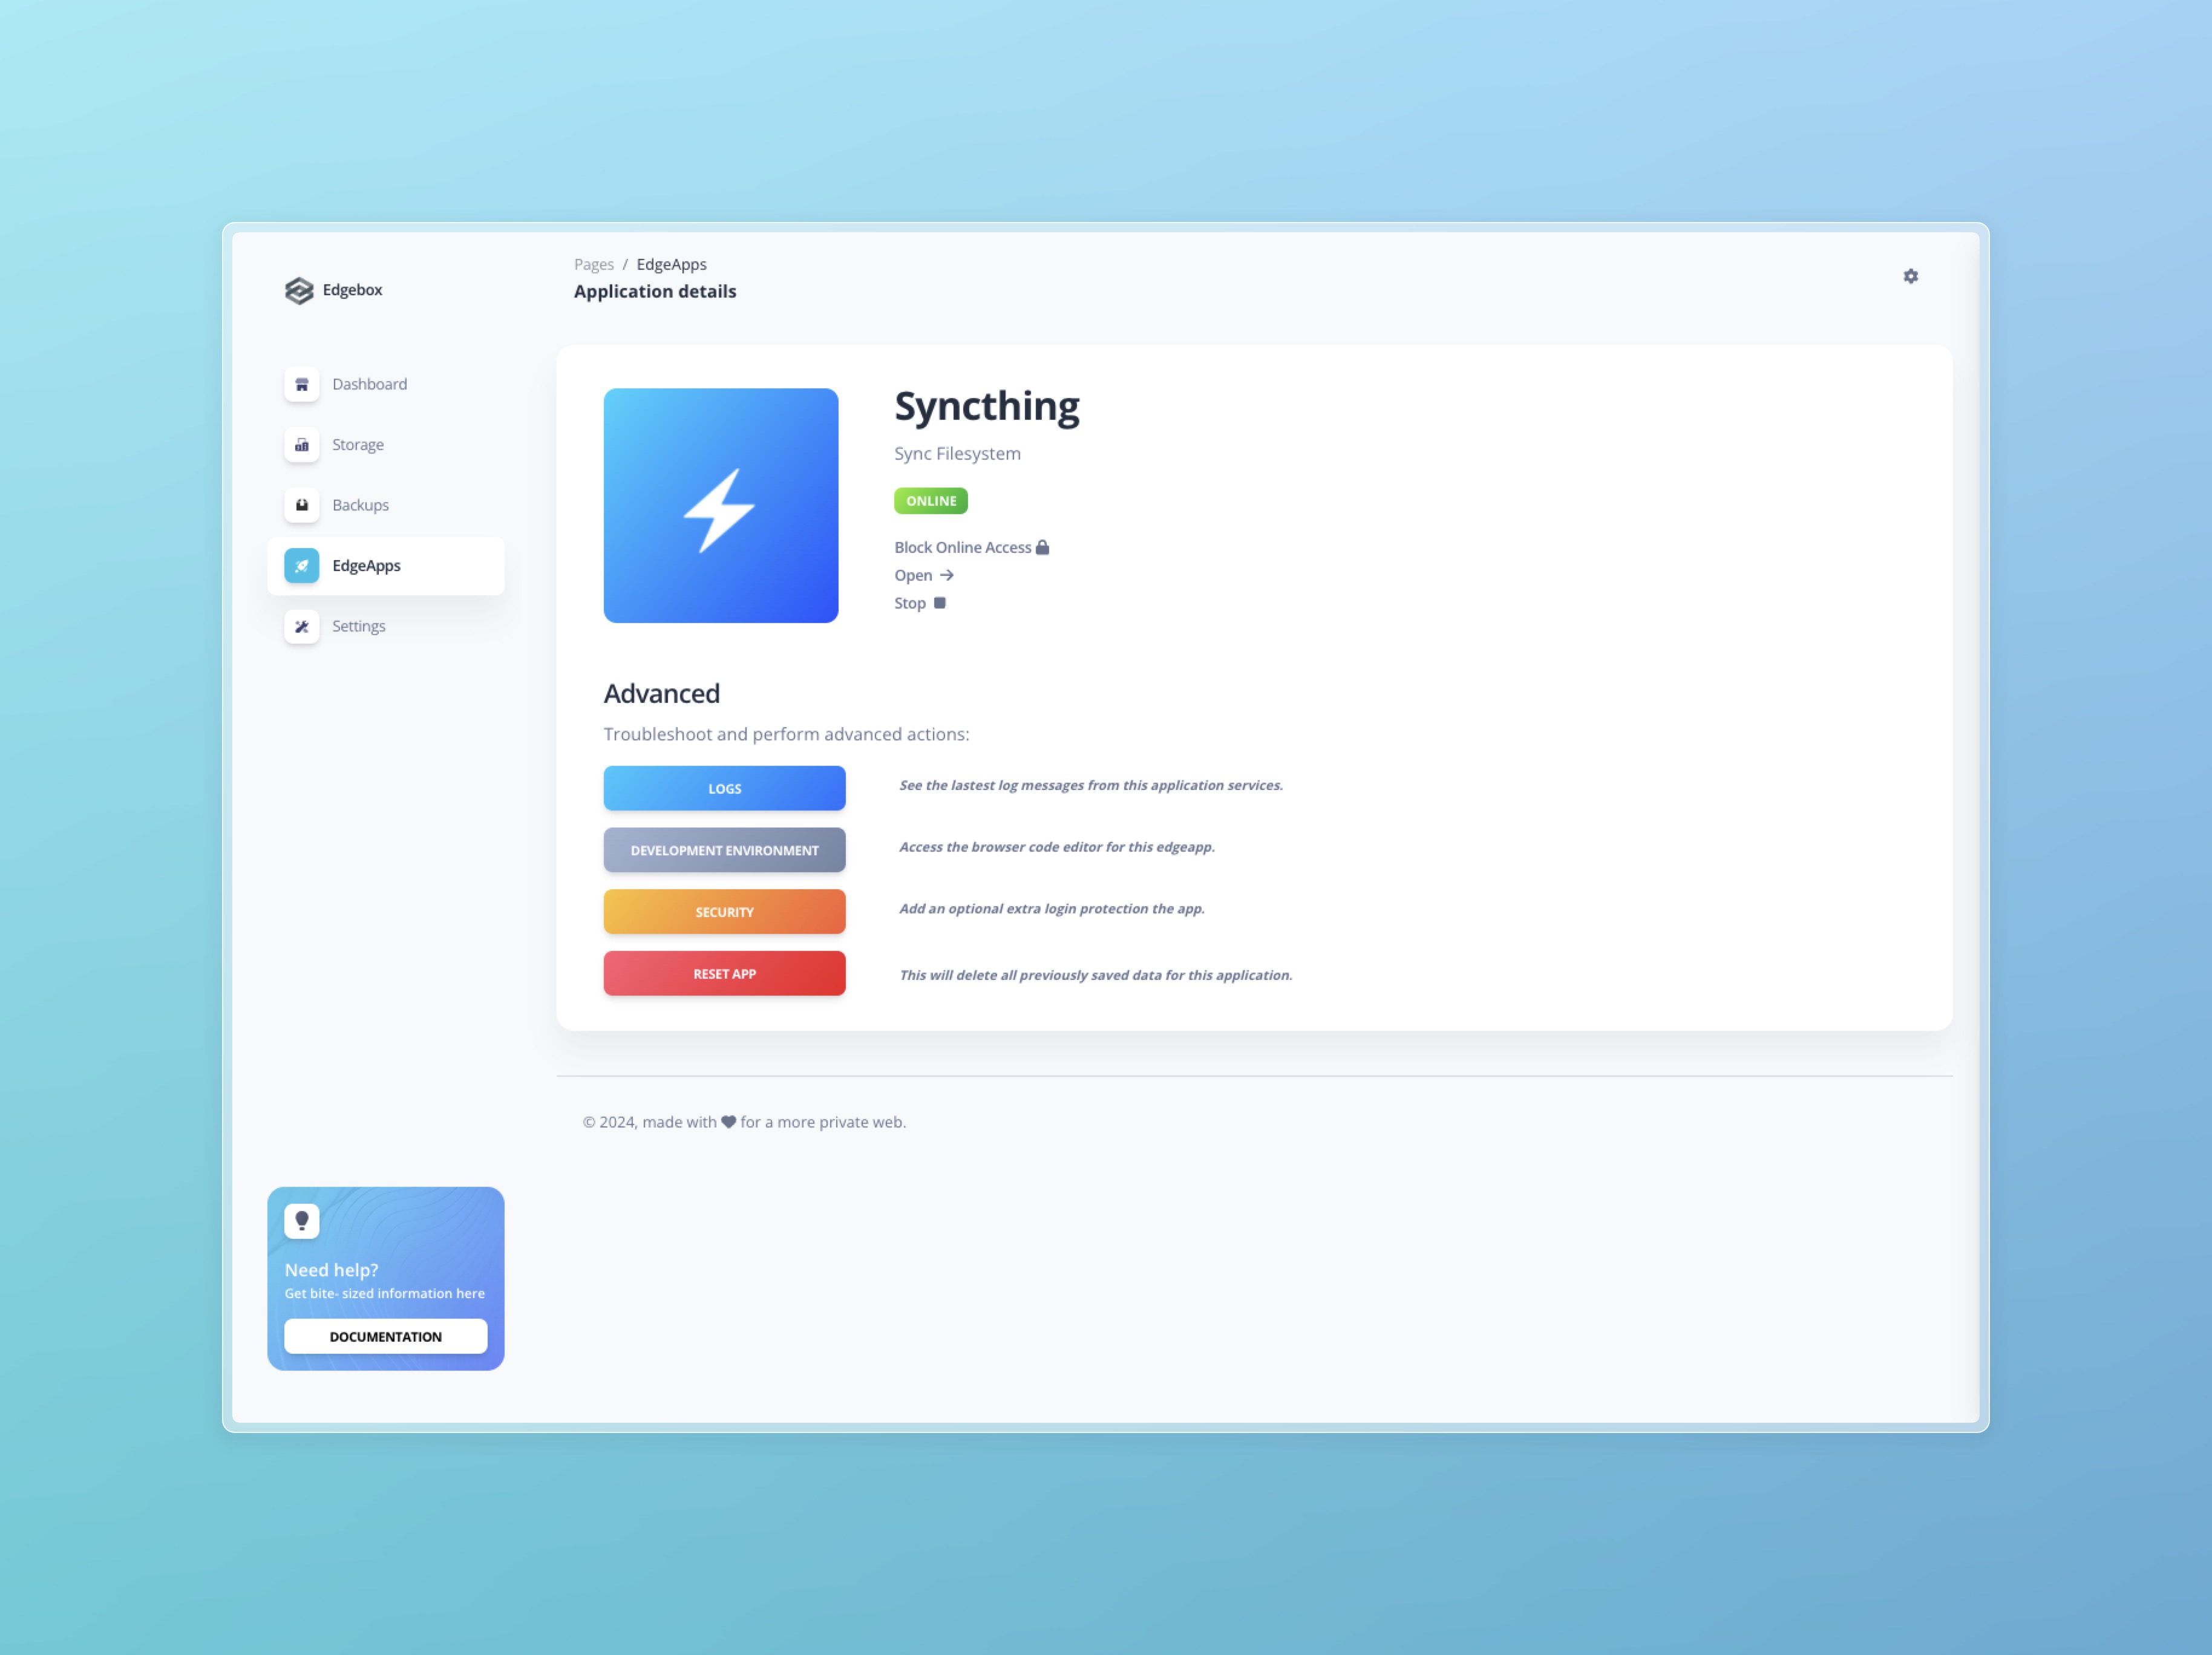 Edgebox
Pages / EdgeApps
Application details
Dashboard
Storage
Backups
EdgeApps
Settings
Syncthing
Sync Filesystem
ONLINE
Block Online Access
Open
Stop
Advanced
Troubleshoot and perform advanced actions:
LOGS
See the lastest log messages from this application services.
DEVELOPMENT ENVIRONMENT
Access the browser code editor for this edgeapp.
SECURITY
Add an optional extra login protection the app.
RESET APP
This will delete all previously saved data for this application.
© 2024, made with ♥ for a more private web.
Need help?
Get bite- sized information here
DOCUMENTATION